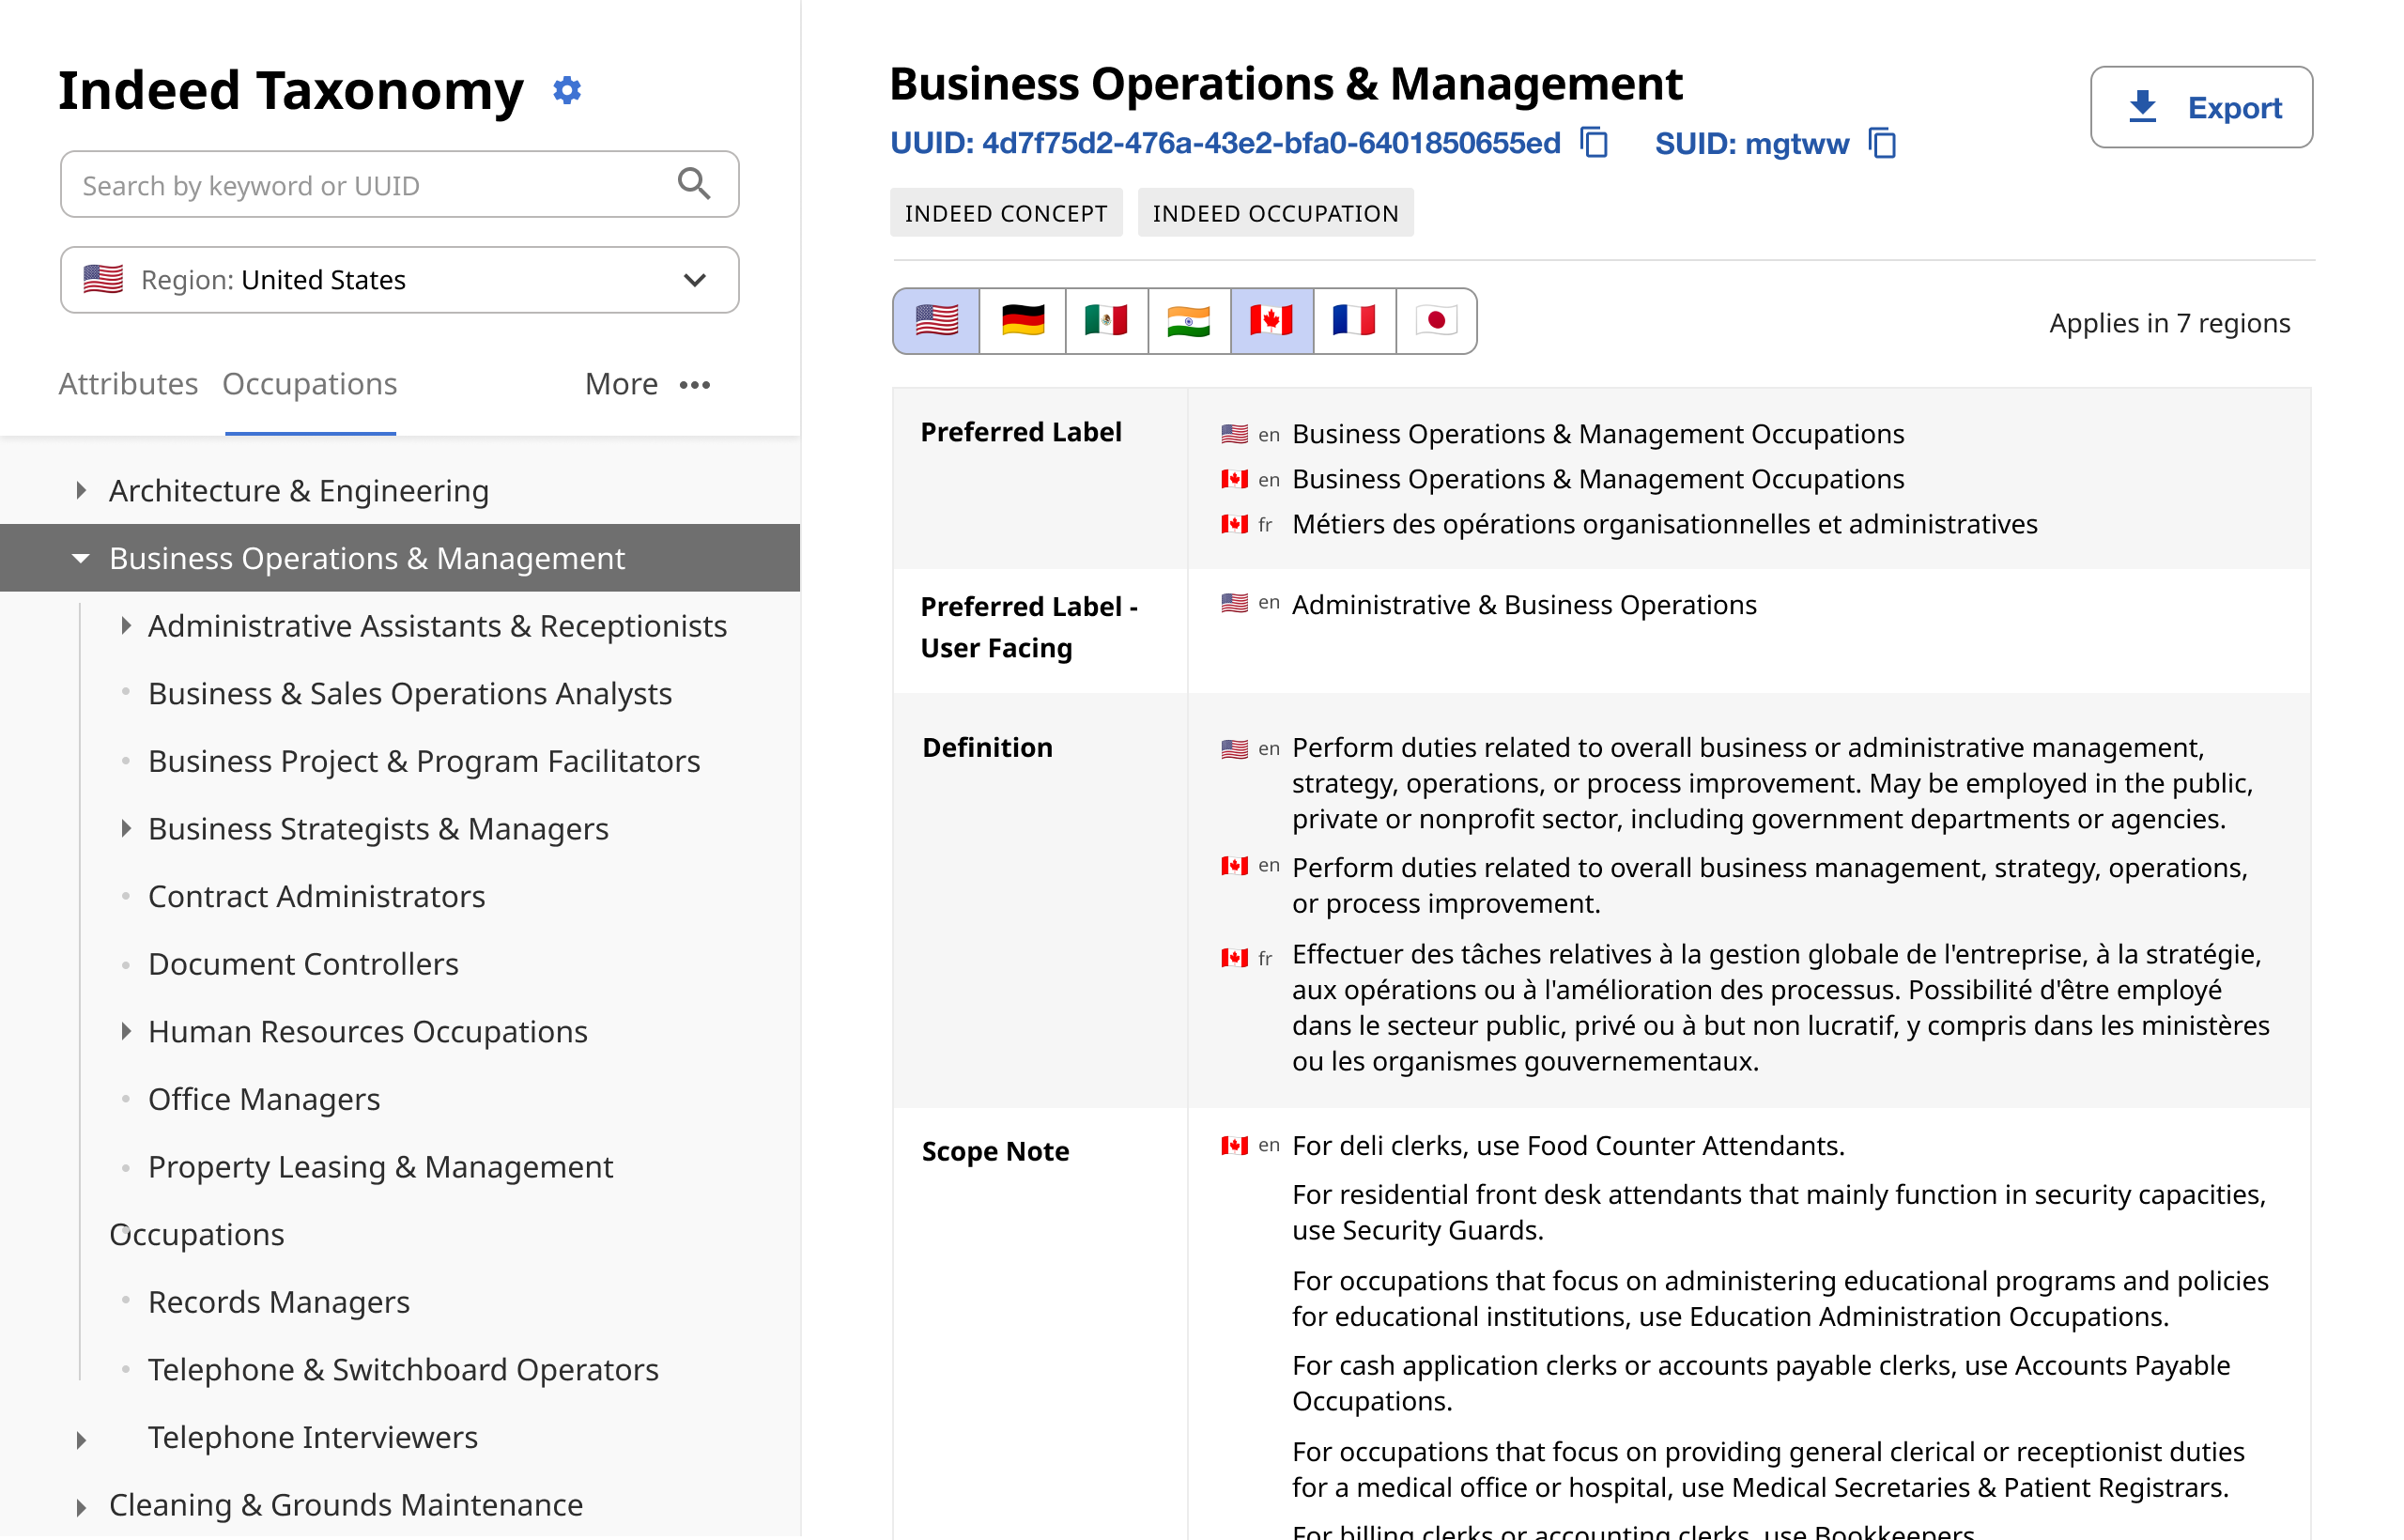 Indeed Taxonomy
Search by keyword or UUID
Region: United States
Attributes Occupations More
Architecture & Engineering
Business Operations & Management
Administrative Assistants & Receptionists
Business & Sales Operations Analysts
Business Project & Program Facilitators
Business Strategists & Managers
Contract Administrators
Document Controllers
Human Resources Occupations
Office Managers
Property Leasing & Management
Occupations
Records Managers
Telephone & Switchboard Operators
Telephone Interviewers
Cleaning & Grounds Maintenance
Business Operations & Management
Export
UUID: 4d7f75d2-476a-43e2-bfa0-6401850655ed SUID: mgtww
INDEED CONCEPT INDEED OCCUPATION
Applies in 7 regions
Preferred Label
en Business Operations & Management Occupations
en Business Operations & Management Occupations
fr Métiers des opérations organisationnelles et administratives
Preferred Label -
User Facing
en Administrative & Business Operations
Definition
en Perform duties related to overall business or administrative management,
strategy, operations, or process improvement. May be employed in the public,
private or nonprofit sector, including government departments or agencies.
en Perform duties related to overall business management, strategy, operations,
or process improvement.
fr Effectuer des tâches relatives à la gestion globale de l'entreprise, à la stratégie,
aux opérations ou à l'amélioration des processus. Possibilité d'être employé
dans le secteur public, privé ou à but non lucratif, y compris dans les ministères
ou les organismes gouvernementaux.
Scope Note
en For deli clerks, use Food Counter Attendants.
For residential front desk attendants that mainly function in security capacities,
use Security Guards.
For occupations that focus on administering educational programs and policies
for educational institutions, use Education Administration Occupations.
For cash application clerks or accounts payable clerks, use Accounts Payable
Occupations.
For occupations that focus on providing general clerical or receptionist duties
for a medical office or hospital, use Medical Secretaries & Patient Registrars.
For billing clerks or accounting clerks, use Bookkeepers.